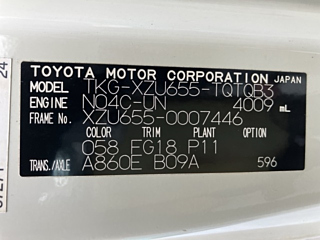 TOYOTA MOTOR CORPORATION JAPAN
MODEL TKG-XZU655-TQTQB3
ENGINE N04C-UN 4009 mL
FRAME No. XZU655-0007446
COLOR TRIM PLANT
058 FG18 P11
TRANS./AXLE A860E B09A 596
24